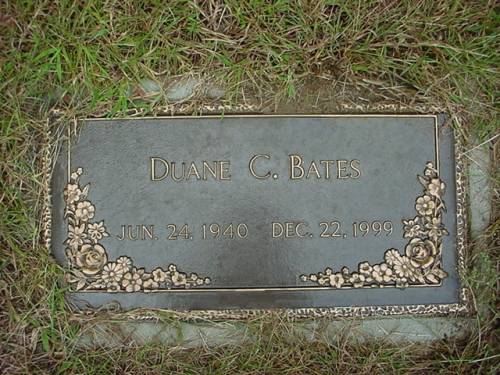 DUANE C. BATES
JUN. 24, 1940 DEC. 22, 1999